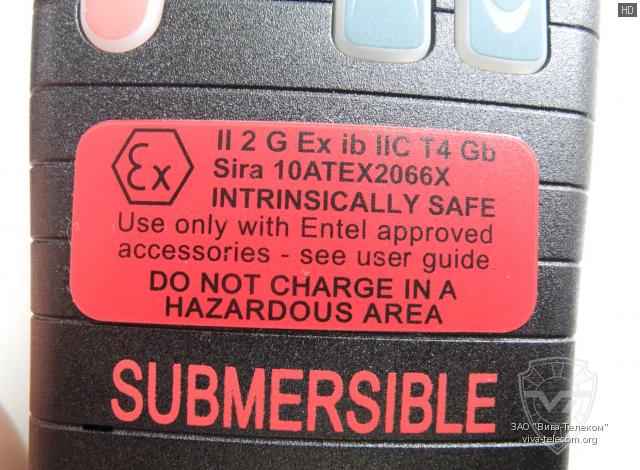 HD
II 2 G Ex ib IIC T4 Gb
Ex
Sira 10ATEX2066X
INTRINSICALLY SAFE
Use only with Entel approved
accessories - see user guide
DO NOT CHARGE IN A
HAZARDOUS AREA
SUBMERSIBLE
ЗАО "Вива-Телеком"
viva-telecom.org